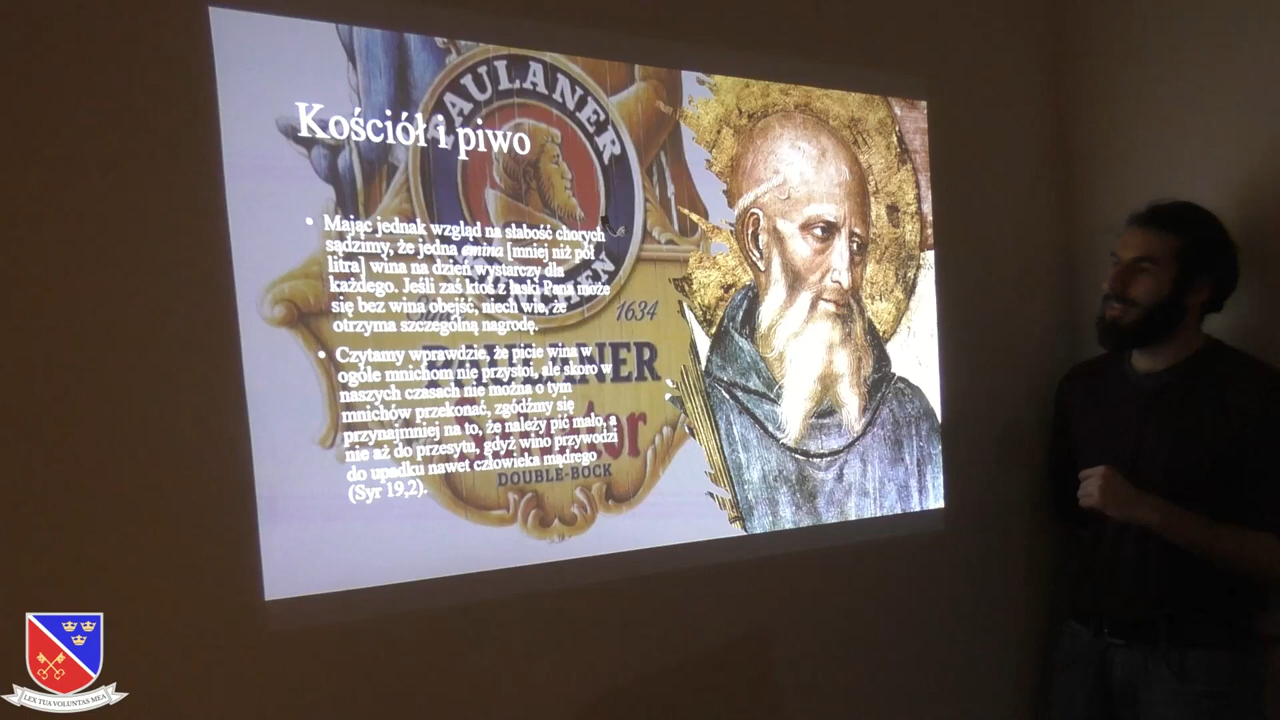 PAULANER
MÜNCHEN
1634
PAULANER
Salvator
DOUBLE-BOCK
Kościół i piwo
• Mając jednak wzgląd na słabość chorych
sądzimy, że jedna emina [mniej niż pół
litra] wina na dzień wystarczy dla
każdego. Jeśli zaś ktoś z łaski Pana może
się bez wina obejść, niech wie, że
otrzyma szczególną nagrodę.
• Czytamy wprawdzie, że picie wina w
ogóle mnichom nie przystoi, ale skoro w
naszych czasach nie można o tym
mnichów przekonać, zgódźmy się
przynajmniej na to, że należy pić mało, a
nie aż do przesytu, gdyż wino przywodzi
do upadku nawet człowieka mądrego
(Syr 19,2).
LEX TUA VOLUNTAS MEA